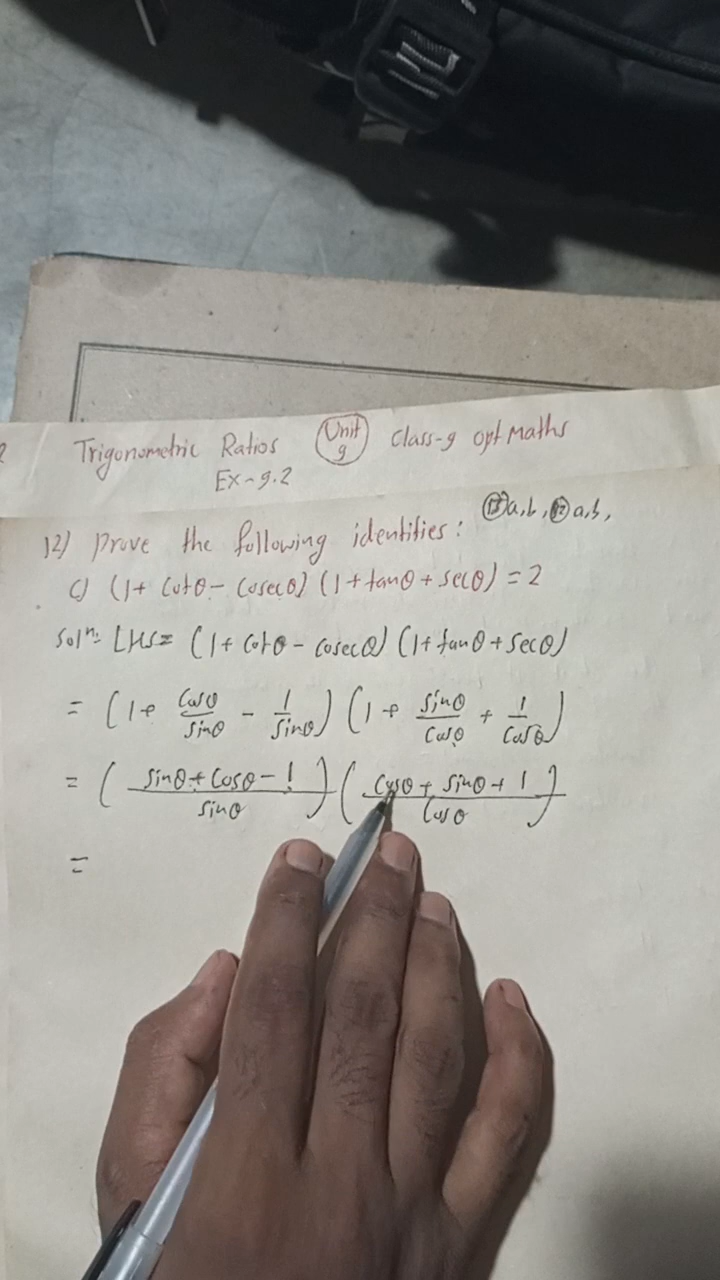 Trigonometric Ratios Unit 9 Class-9 opt Maths
Ex-9.2
a,b, a,b,
12) Prove the following identities:
c) (1+ cotθ - cosecθ) (1+tanθ+secθ) = 2
Solⁿ: LHS= (1+ cotθ - cosecθ) (1+tanθ+secθ)
= (1+ cosθ/sinθ - 1/sinθ) (1+ sinθ/cosθ + 1/cosθ)
= (sinθ+cosθ-1/sinθ) (cosθ+sinθ+1/cosθ)
=